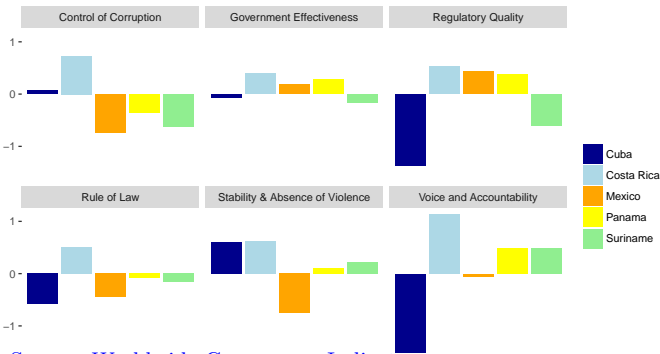 Control of Corruption
Government Effectiveness
Regulatory Quality
1
0
−1
Rule of Law
Stability & Absence of Violence
Voice and Accountability
1
0
−1
Cuba
Costa Rica
Mexico
Panama
Suriname